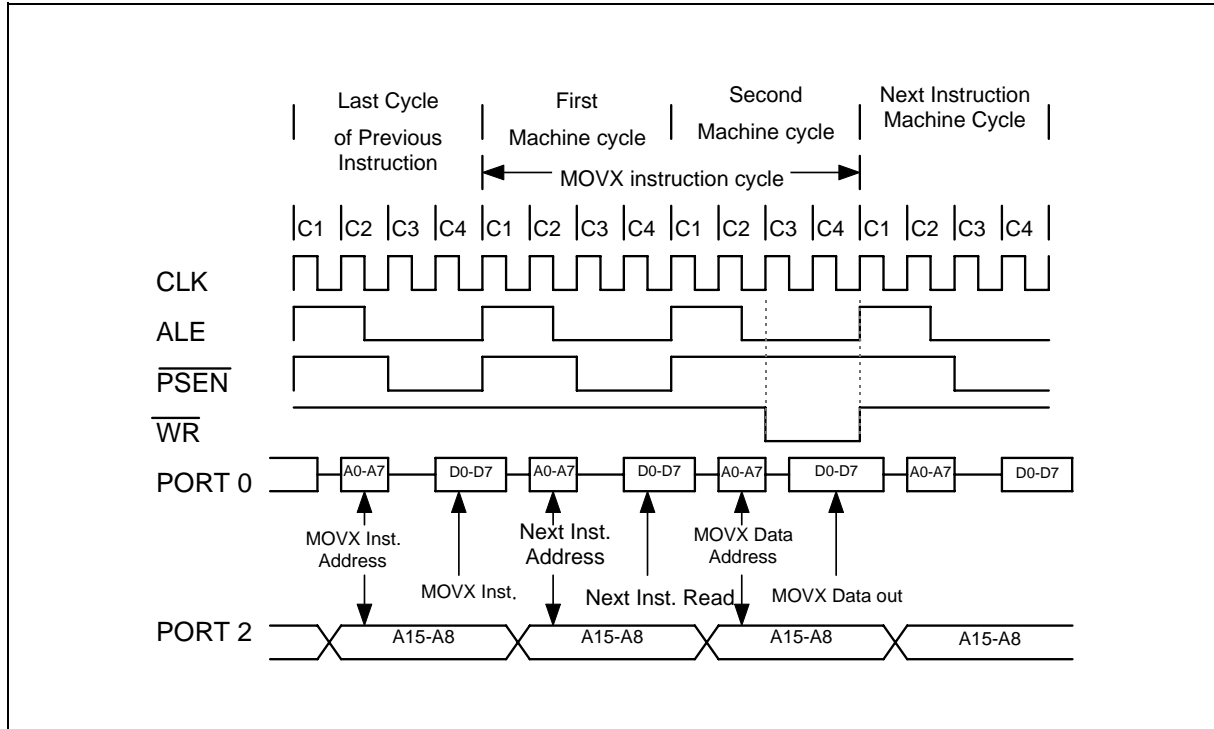 Last Cycle
of Previous
Instruction
First
Machine cycle
Second
Machine cycle
Next Instruction
Machine Cycle
MOVX instruction cycle
C1 C2 C3 C4 C1 C2 C3 C4 C1 C2 C3 C4 C1 C2 C3 C4
CLK
ALE
PSEN
WR
PORT 0
A0-A7 D0-D7 A0-A7 D0-D7 A0-A7 D0-D7 A0-A7 D0-D7
MOVX Inst.
Address
MOVX Inst.
Next Inst.
Address
Next Inst. Read
MOVX Data
Address
MOVX Data out
PORT 2
A15-A8 A15-A8 A15-A8 A15-A8